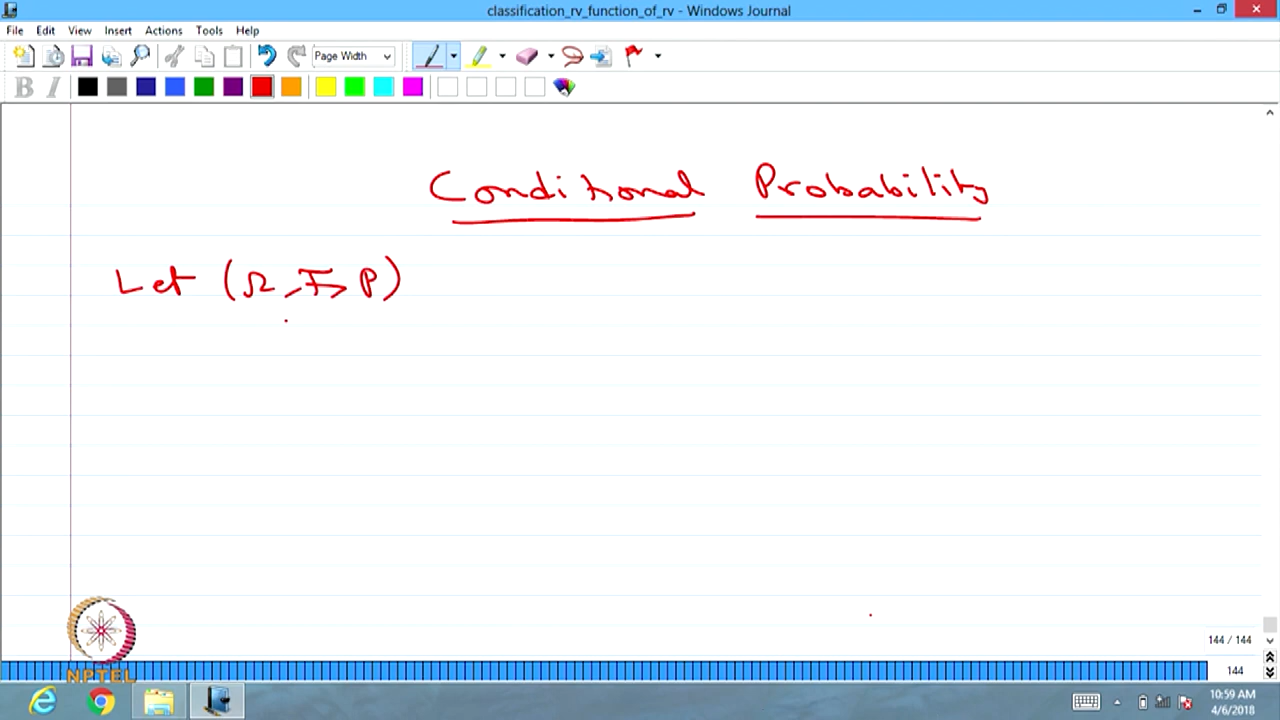 classification_rv_function_of_rv - Windows Journal
File Edit View Insert Actions Tools Help
Page Width
B I
Conditional Probability
Let (Ω, F, P)
144 / 144
NPTEL
144
10:59 AM
4/6/2018